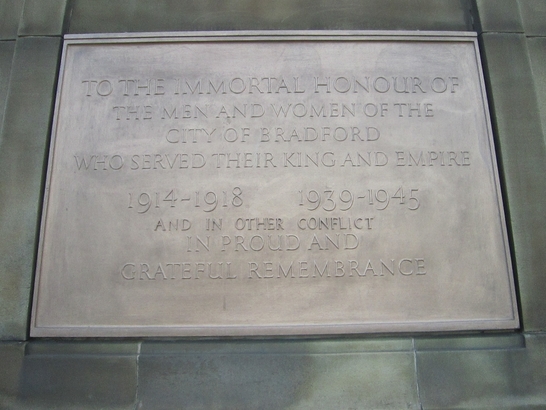 TO THE IMMORTAL HONOUR OF
THE MEN AND WOMEN OF THE
CITY OF BRADFORD
WHO SERVED THEIR KING AND EMPIRE
1914-1918 1939-1945
AND IN OTHER CONFLICT
IN PROUD AND
GRATEFUL REMEMBRANCE